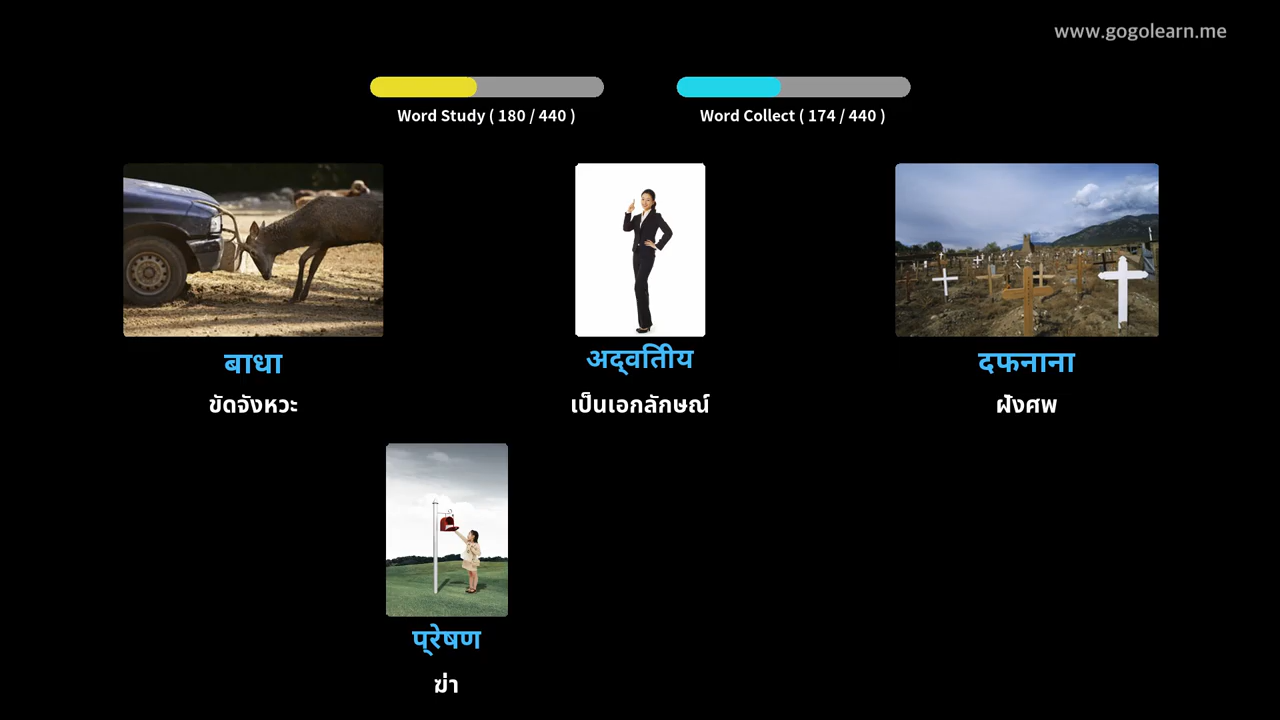 www.gogolearn.me
Word Study ( 180 / 440 )
Word Collect ( 174 / 440 )
बाधा
अद्वितीय
दफनाना
ขัดจังหวะ
เป็นเอกลักษณ์
ฝังศพ
प्रेषण
ฆ่า